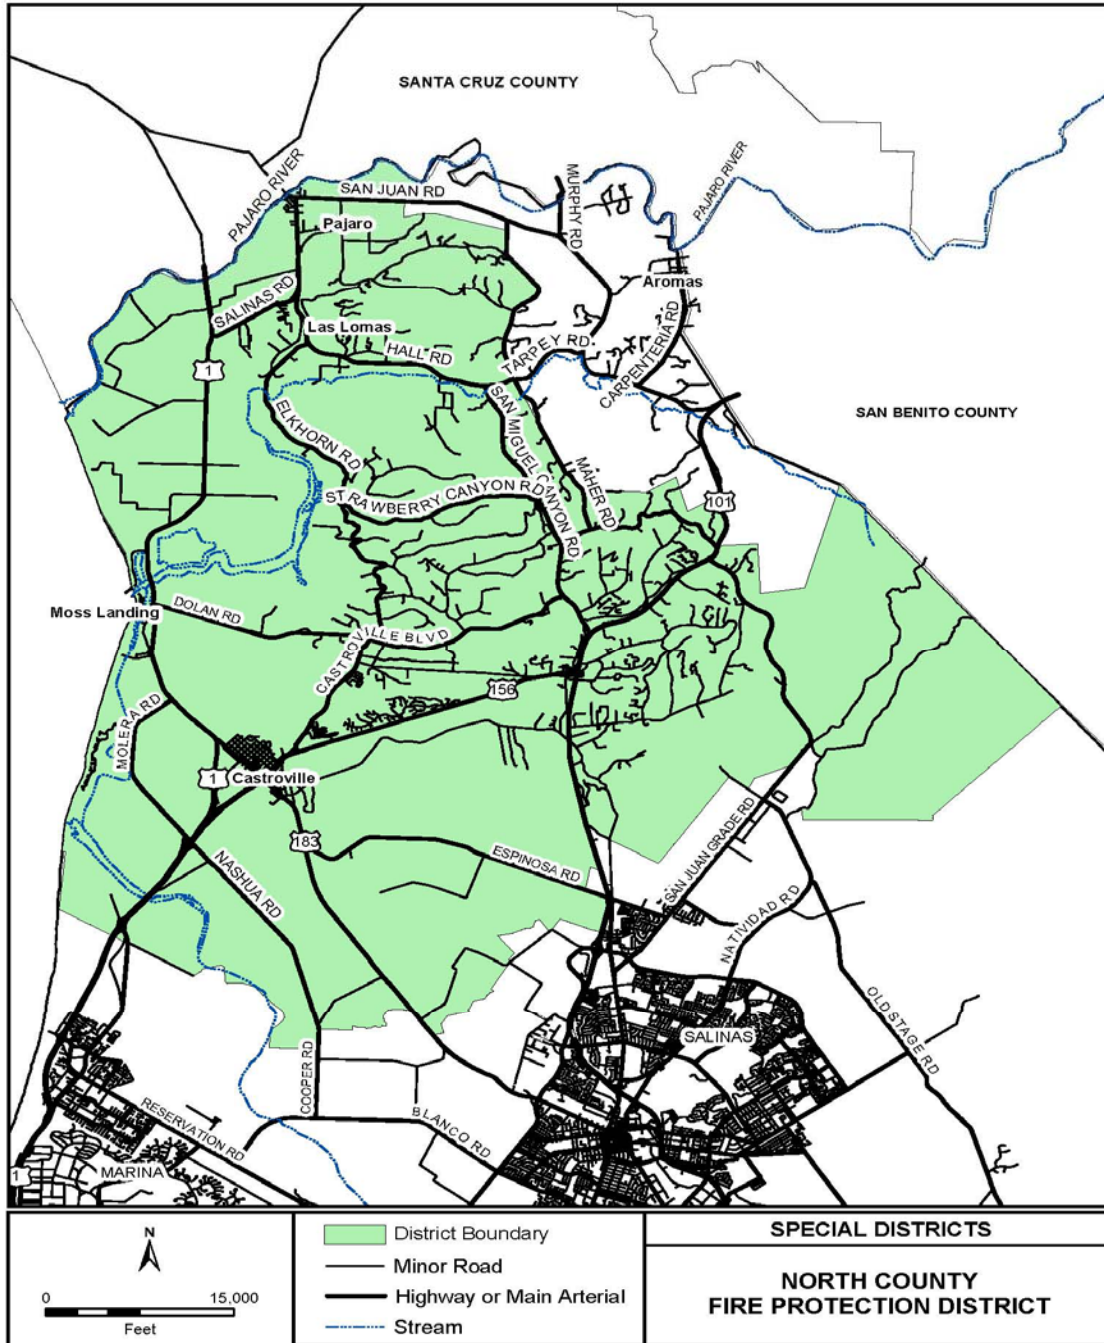 SANTA CRUZ COUNTY
PAJARO RIVER
SAN JUAN RD
MURPHY RD
PAJARO RIVER
Pajaro
Aromas
SALINAS RD
Las Lomas
HALL RD
TARPEY RD
CARPENTERIA RD
1
SAN BENITO COUNTY
ELKHORN RD
SAN MIGUEL CANYON RD
MAHER RD
STRAWBERRY CANYON RD
101
Moss Landing
DOLAN RD
CASTROVILLE BLVD
156
MOLERA RD
1
Castroville
183
ESPINOSA RD
SAN JUAN GRADE RD
NASHUA RD
NATIVIDAD RD
OLD STAGE RD
SALINAS
COOPER RD
RESERVATION RD
BLANCO RD
MARINA
1
N
0 15,000
Feet
District Boundary
Minor Road
Highway or Main Arterial
Stream
SPECIAL DISTRICTS
NORTH COUNTY
FIRE PROTECTION DISTRICT